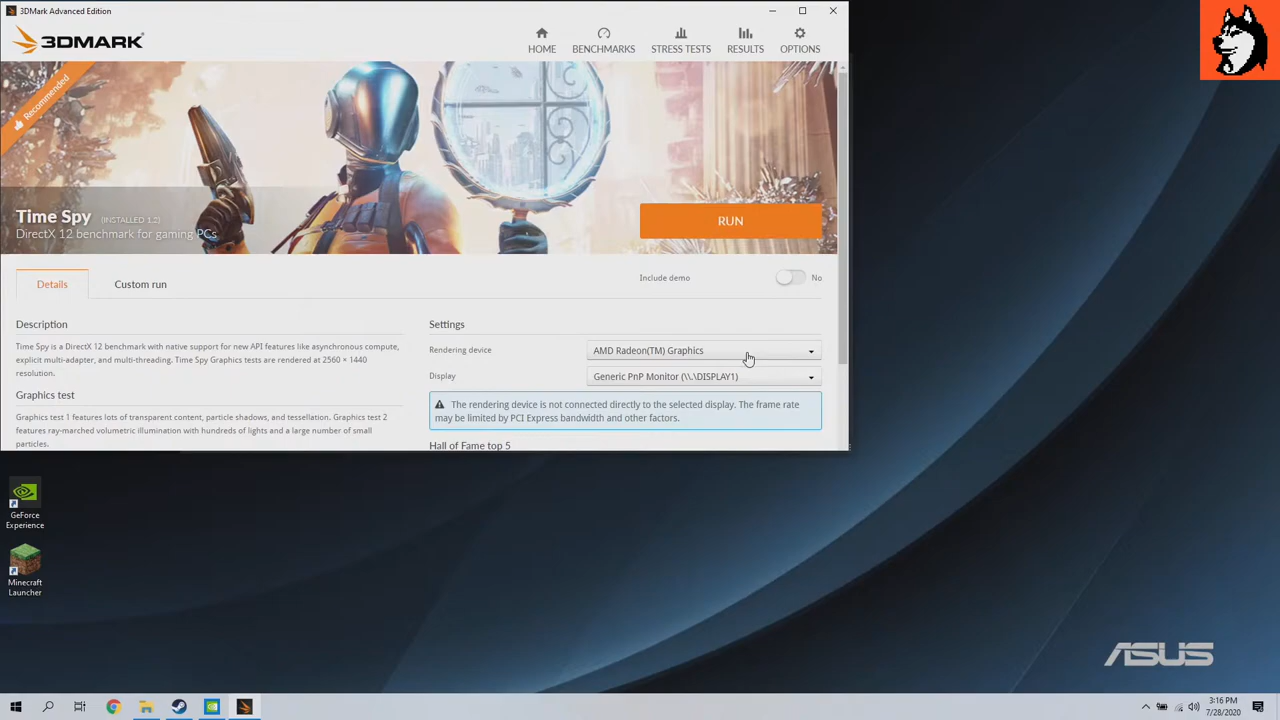 3DMark Advanced Edition
3DMARK
HOME
BENCHMARKS
STRESS TESTS
RESULTS
OPTIONS
Recommended
Time Spy (INSTALLED 1.2)
DirectX 12 benchmark for gaming PCs
RUN
Details
Custom run
Include demo
No
Description
Time Spy is a DirectX 12 benchmark with native support for new API features like asynchronous compute,
explicit multi-adapter, and multi-threading. Time Spy Graphics tests are rendered at 2560 × 1440
resolution.
Graphics test
Graphics test 1 features lots of transparent content, particle shadows, and tessellation. Graphics test 2
features ray-marched volumetric illumination with hundreds of lights and a large number of small
particles.
Settings
Rendering device
AMD Radeon(TM) Graphics
Display
Generic PnP Monitor (\\.\DISPLAY1)
The rendering device is not connected directly to the selected display. The frame rate
may be limited by PCI Express bandwidth and other factors.
Hall of Fame top 5
GeForce
Experience
Minecraft
Launcher
ASUS
3:16 PM
7/28/2020